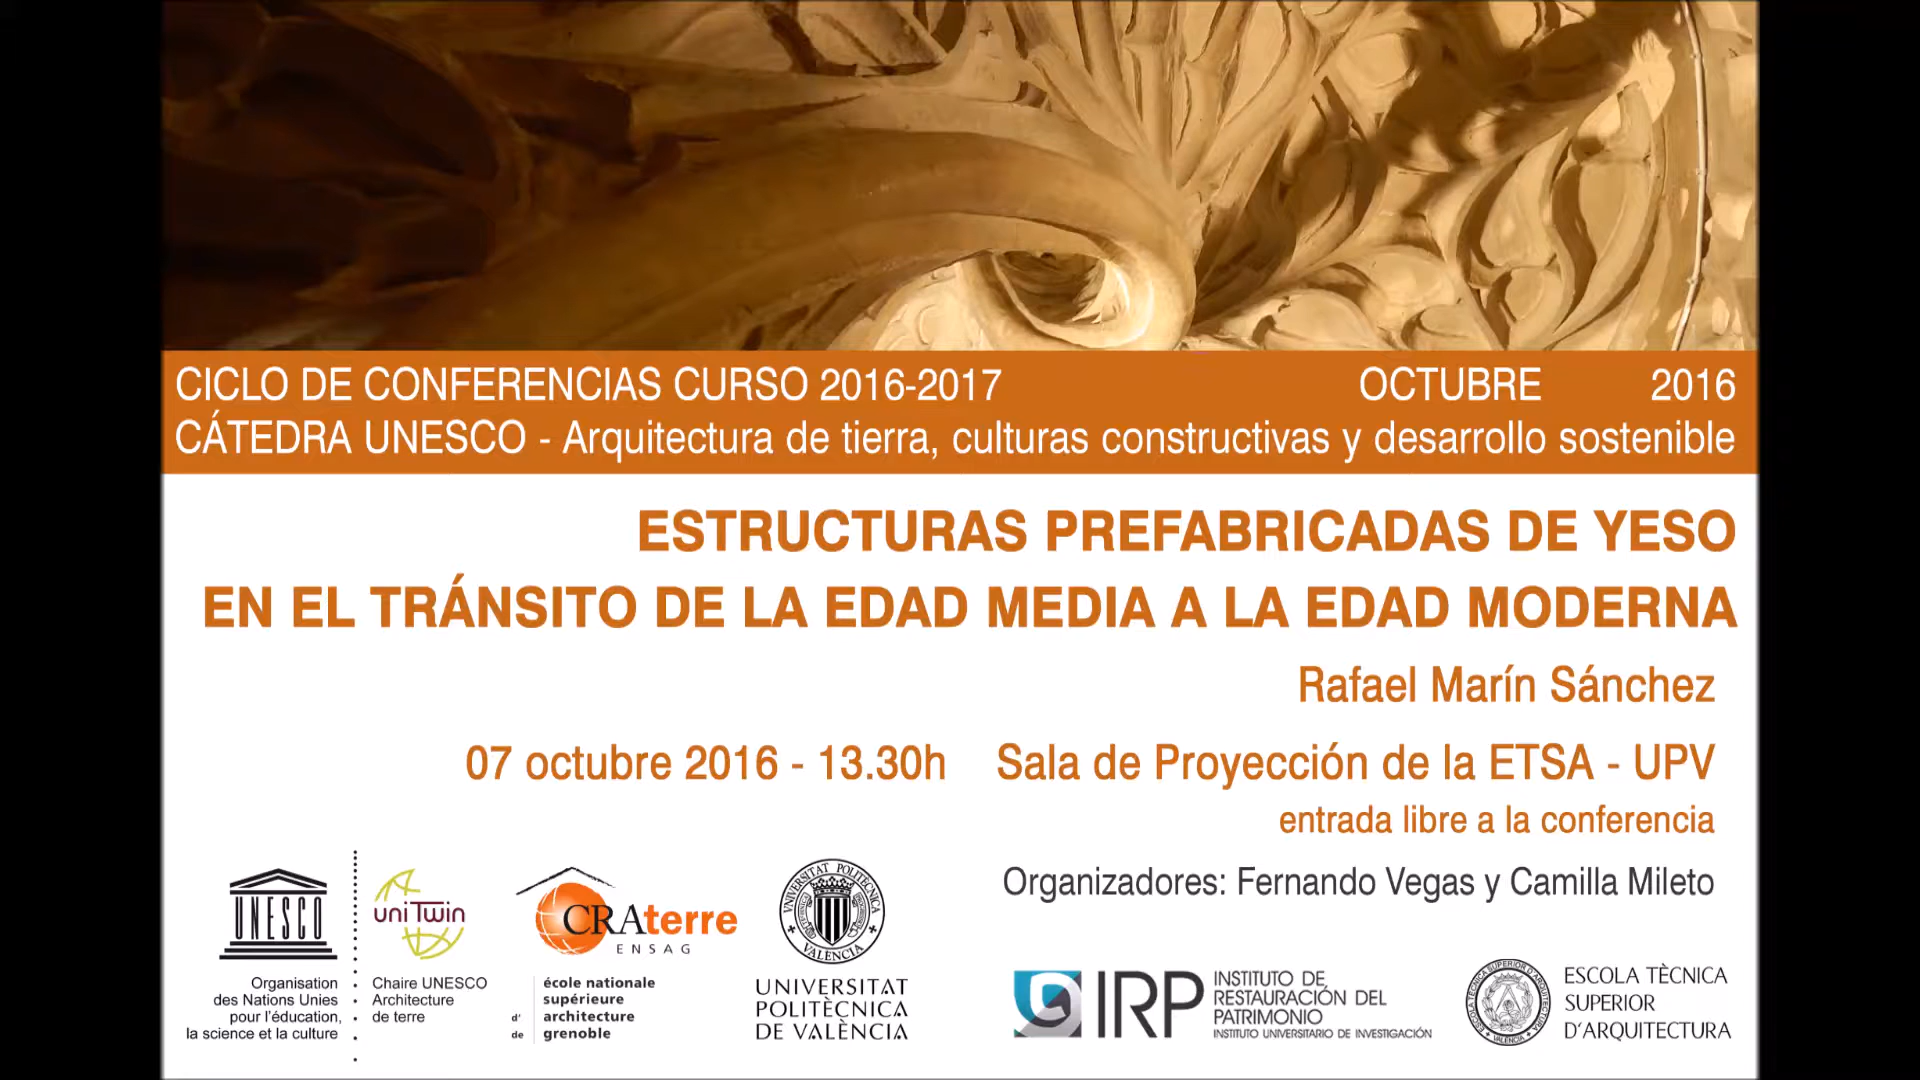 CICLO DE CONFERENCIAS CURSO 2016-2017 OCTUBRE 2016
CÁTEDRA UNESCO - Arquitectura de tierra, culturas constructivas y desarrollo sostenible
ESTRUCTURAS PREFABRICADAS DE YESO
EN EL TRÁNSITO DE LA EDAD MEDIA A LA EDAD MODERNA
Rafael Marín Sánchez
07 octubre 2016 - 13.30h Sala de Proyección de la ETSA - UPV
entrada libre a la conferencia
Organizadores: Fernando Vegas y Camilla Mileto
UNESCO
Organisation
des Nations Unies
pour l'éducation,
la science et la culture
uniTwin
Chaire UNESCO
Architecture
de terre
CRAterre
ENSAG
école nationale
supérieure
d' architecture
de grenoble
UNIVERSITAT POLITECNICA
VALÈNCIA
UNIVERSITAT
POLITÈCNICA
DE VALÈNCIA
IRP
INSTITUTO DE
RESTAURACIÓN DEL
PATRIMONIO
INSTITUTO UNIVERSITARIO DE INVESTIGACIÓN
ESCOLA TÈCNICA
SUPERIOR
D'ARQUITECTURA